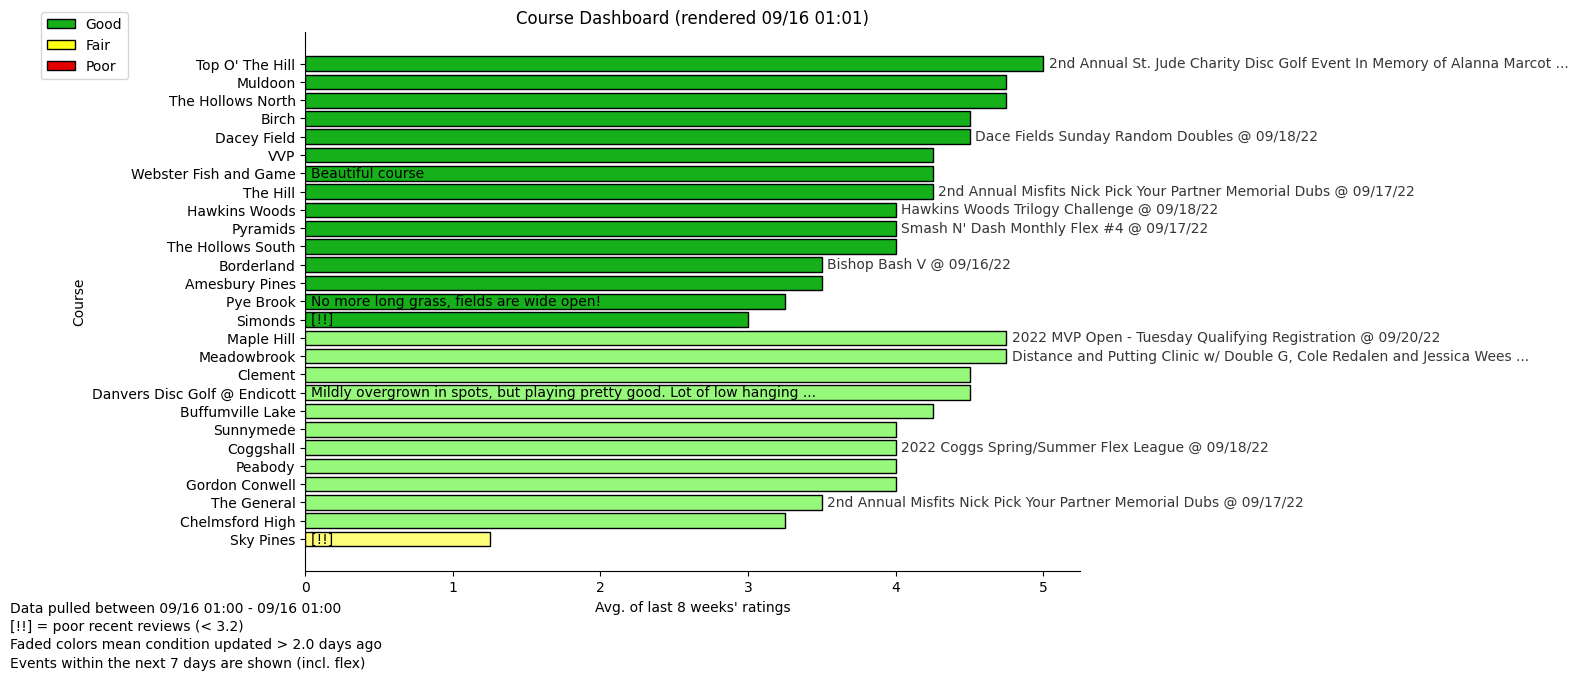 Good
Fair
Poor
Course Dashboard (rendered 09/16 01:01)
Course
Top O' The Hill 2nd Annual St. Jude Charity Disc Golf Event In Memory of Alanna Marcot ...
Muldoon
The Hollows North
Birch
Dacey Field Dace Fields Sunday Random Doubles @ 09/18/22
VVP
Webster Fish and Game Beautiful course
The Hill 2nd Annual Misfits Nick Pick Your Partner Memorial Dubs @ 09/17/22
Hawkins Woods Hawkins Woods Trilogy Challenge @ 09/18/22
Pyramids Smash N' Dash Monthly Flex #4 @ 09/17/22
The Hollows South
Borderland Bishop Bash V @ 09/16/22
Amesbury Pines
Pye Brook No more long grass, fields are wide open!
Simonds [!!]
Maple Hill 2022 MVP Open - Tuesday Qualifying Registration @ 09/20/22
Meadowbrook Distance and Putting Clinic w/ Double G, Cole Redalen and Jessica Wees ...
Clement
Danvers Disc Golf @ Endicott Mildly overgrown in spots, but playing pretty good. Lot of low hanging ...
Buffumville Lake
Sunnymede
Coggshall 2022 Coggs Spring/Summer Flex League @ 09/18/22
Peabody
Gordon Conwell
The General 2nd Annual Misfits Nick Pick Your Partner Memorial Dubs @ 09/17/22
Chelmsford High
Sky Pines [!!]
0 1 2 3 4 5
Avg. of last 8 weeks' ratings
Data pulled between 09/16 01:00 - 09/16 01:00
[!!] = poor recent reviews (< 3.2)
Faded colors mean condition updated > 2.0 days ago
Events within the next 7 days are shown (incl. flex)